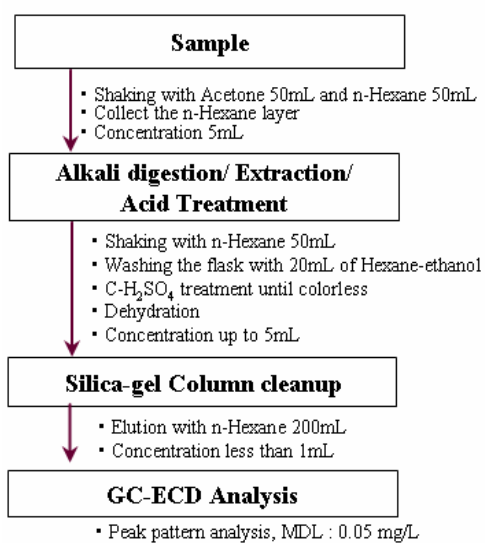 Sample
· Shaking with Acetone 50mL and n-Hexane 50mL
· Collect the n-Hexane layer
· Concentration 5mL
Alkali digestion/ Extraction/
Acid Treatment
· Shaking with n-Hexane 50mL
· Washing the flask with 20mL of Hexane-ethanol
· C-H₂SO₄ treatment until colorless
· Dehydration
· Concentration up to 5mL
Silica-gel Column cleanup
· Elution with n-Hexane 200mL
· Concentration less than 1mL
GC-ECD Analysis
· Peak pattern analysis, MDL : 0.05 mg/L